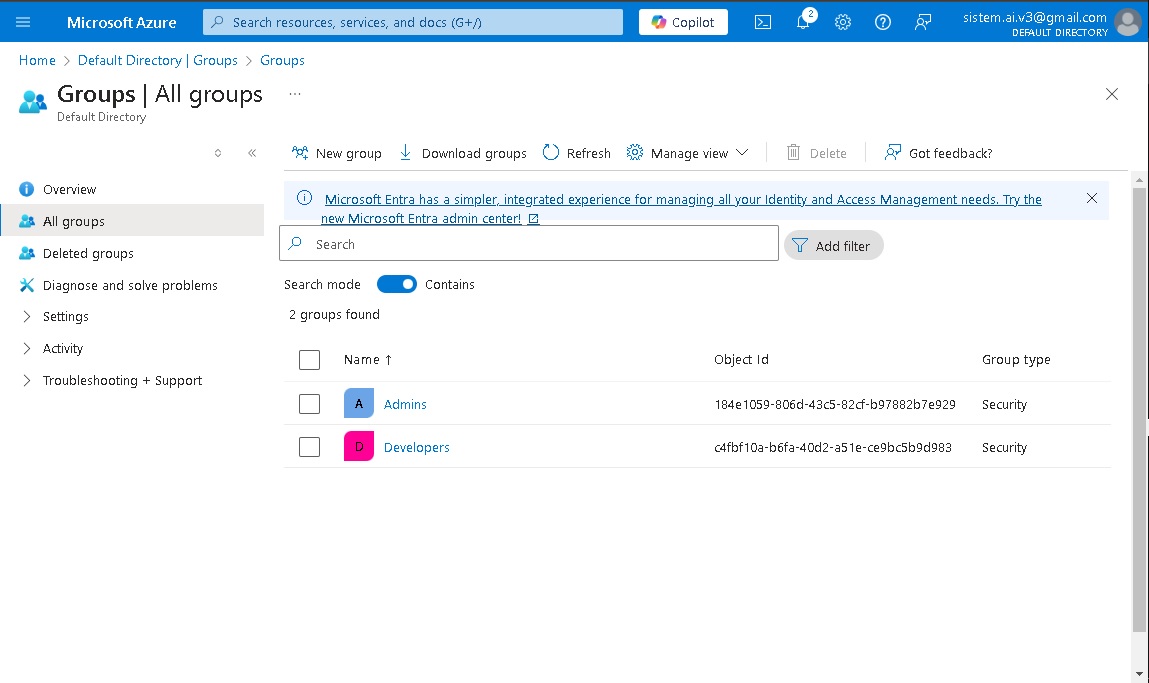 Microsoft Azure
Search resources, services, and docs (G+/)
Copilot
2
sistem.ai.v3@gmail.com
DEFAULT DIRECTORY
Home > Default Directory | Groups > Groups
Groups | All groups ...
Default Directory
New group
Download groups
Refresh
Manage view
Delete
Got feedback?
Overview
All groups
Deleted groups
Diagnose and solve problems
Settings
Activity
Troubleshooting + Support
Microsoft Entra has a simpler, integrated experience for managing all your Identity and Access Management needs. Try the
new Microsoft Entra admin center!
Search
Add filter
Search mode Contains
2 groups found
Name ↑ Object Id Group type
A Admins 184e1059-806d-43c5-82cf-b97882b7e929 Security
D Developers c4fbf10a-b6fa-40d2-a51e-ce9bc5b9d983 Security